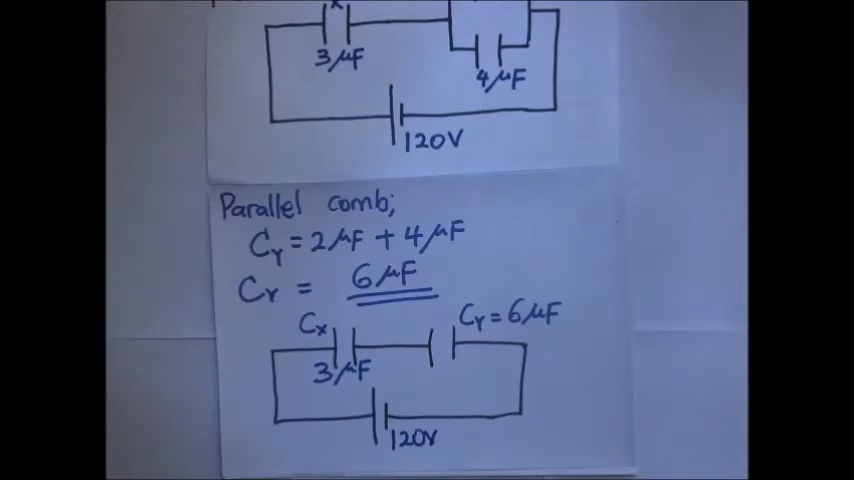 3μF
4μF
120V
Parallel comb;
Cγ = 2μF + 4μF
Cγ = 6μF
Cx
Cγ = 6μF
3μF
120V